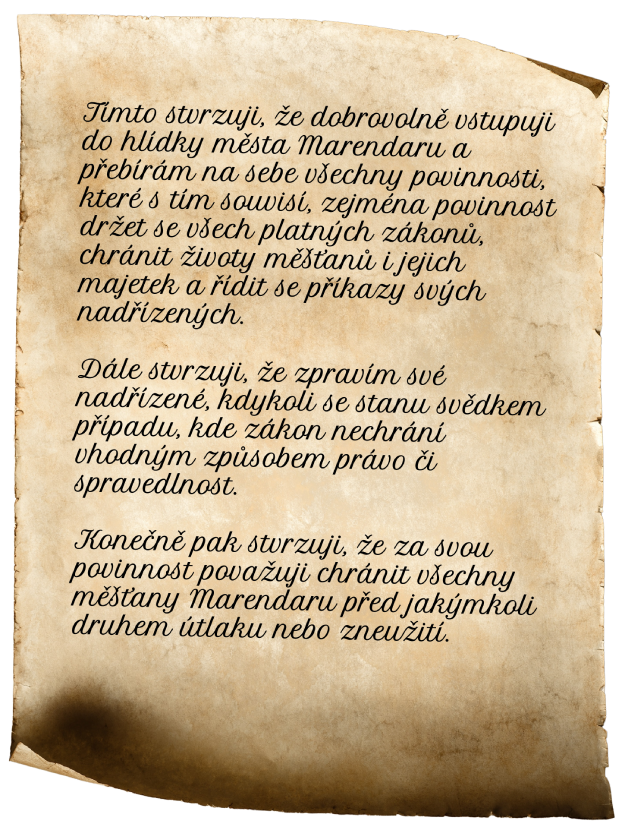 Tímto stvrzuji, že dobrovolně vstupuji
do hlídky města Marendaru a
přebírám na sebe všechny povinnosti,
které s tím souvisí, zejména povinnost
držet se všech platných zákonů,
chránit životy měšťanů i jejich
majetek a řídit se příkazy svých
nadřízených.

Dále stvrzuji, že zpravím své
nadřízené, kdykoli se stanu svědkem
případu, kde zákon nechrání
vhodným způsobem právo či
spravedlnost.

Konečně pak stvrzuji, že za svou
povinnost považuji chránit všechny
měšťany Marendaru před jakýmkoli
druhem útlaku nebo zneužití.